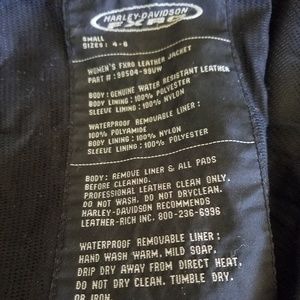 HARLEY-DAVIDSON
FXRG
SMALL
SIZES: 4-6
WOMEN'S FXRG LEATHER JACKET
PART #: 98504-99VW
BODY: GENUINE WATER RESISTANT LEATHER
BODY LINING: 100% POLYESTER
SLEEVE LINING: 100% NYLON
WATERPROOF REMOVABLE LINER:
100% POLYAMIDE
BODY LINING: 100% NYLON
SLEEVE LINING: 100% POLYESTER
BODY: REMOVE LINER & ALL PADS
BEFORE CLEANING.
PROFESSIONAL LEATHER CLEAN ONLY.
DO NOT WASH. DO NOT DRYCLEAN.
HARLEY-DAVIDSON RECOMMENDS
LEATHER-RICH INC. 800-236-6996
WATERPROOF REMOVABLE LINER:
HAND WASH WARM. MILD SOAP.
DRIP DRY AWAY FROM DIRECT HEAT.
DO NOT DRY CLEAN. TUMBLE DRY.
OR IRON.